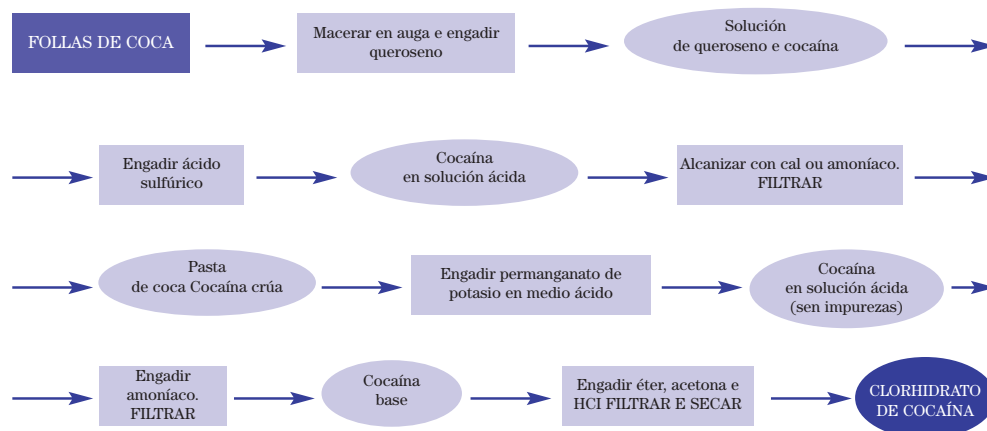 FOLLAS DE COCA
Macerar en auga e engadir
queroseno
Solución
de queroseno e cocaína
Engadir ácido
sulfúrico
Cocaína
en solución ácida
Alcanizar con cal ou amoníaco.
FILTRAR
Pasta
de coca Cocaína crúa
Engadir permanganato de
potasio en medio ácido
Cocaína
en solución ácida
(sen impurezas)
Engadir
amoníaco.
FILTRAR
Cocaína
base
Engadir éter, acetona e
HCI FILTRAR E SECAR
CLORHIDRATO
DE COCAÍNA